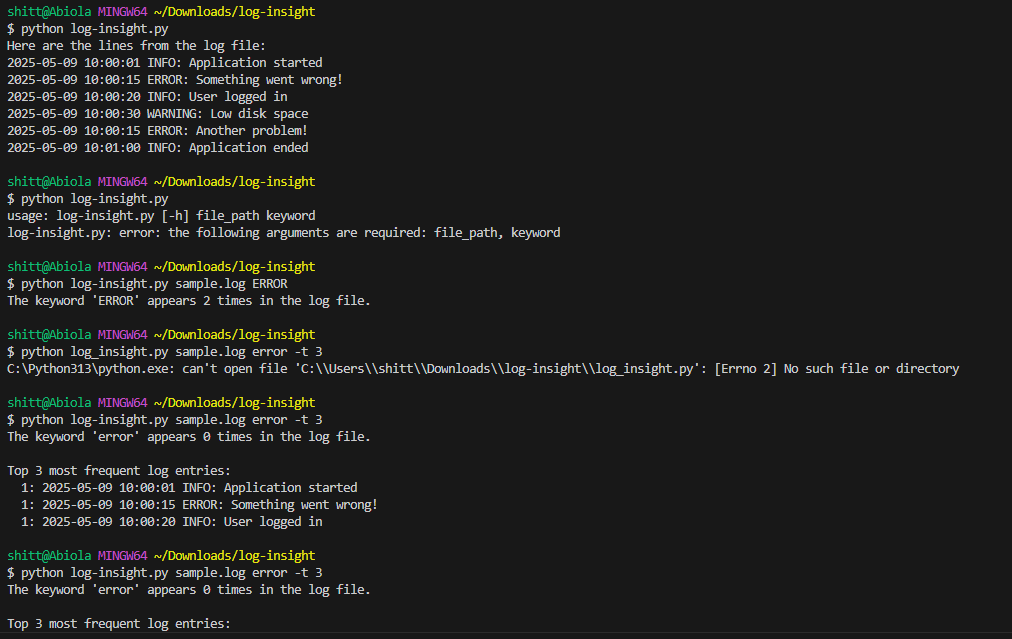 shitt@Abiola MINGW64 ~/Downloads/log-insight
$ python log-insight.py
Here are the lines from the log file:
2025-05-09 10:00:01 INFO: Application started
2025-05-09 10:00:15 ERROR: Something went wrong!
2025-05-09 10:00:20 INFO: User logged in
2025-05-09 10:00:30 WARNING: Low disk space
2025-05-09 10:00:15 ERROR: Another problem!
2025-05-09 10:01:00 INFO: Application ended
shitt@Abiola MINGW64 ~/Downloads/log-insight
$ python log-insight.py
usage: log-insight.py [-h] file_path keyword
log-insight.py: error: the following arguments are required: file_path, keyword
shitt@Abiola MINGW64 ~/Downloads/log-insight
$ python log-insight.py sample.log ERROR
The keyword 'ERROR' appears 2 times in the log file.
shitt@Abiola MINGW64 ~/Downloads/log-insight
$ python log_insight.py sample.log error -t 3
C:\Python313\python.exe: can't open file 'C:\\Users\\shitt\\Downloads\\log-insight\\log_insight.py': [Errno 2] No such file or directory
shitt@Abiola MINGW64 ~/Downloads/log-insight
$ python log-insight.py sample.log error -t 3
The keyword 'error' appears 0 times in the log file.
Top 3 most frequent log entries:
  1: 2025-05-09 10:00:01 INFO: Application started
  1: 2025-05-09 10:00:15 ERROR: Something went wrong!
  1: 2025-05-09 10:00:20 INFO: User logged in
shitt@Abiola MINGW64 ~/Downloads/log-insight
$ python log-insight.py sample.log error -t 3
The keyword 'error' appears 0 times in the log file.
Top 3 most frequent log entries: